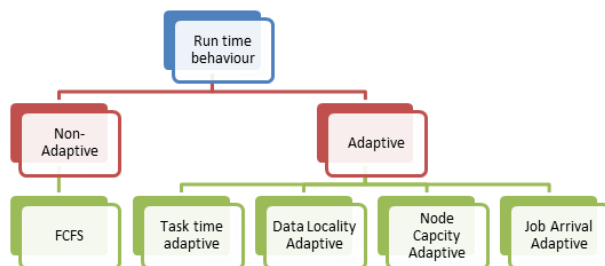 Run time
behaviour
Non-
Adaptive
Adaptive
FCFS
Task time
adaptive
Data Locality
Adaptive
Node
Capcity
Adaptive
Job Arrival
Adaptive